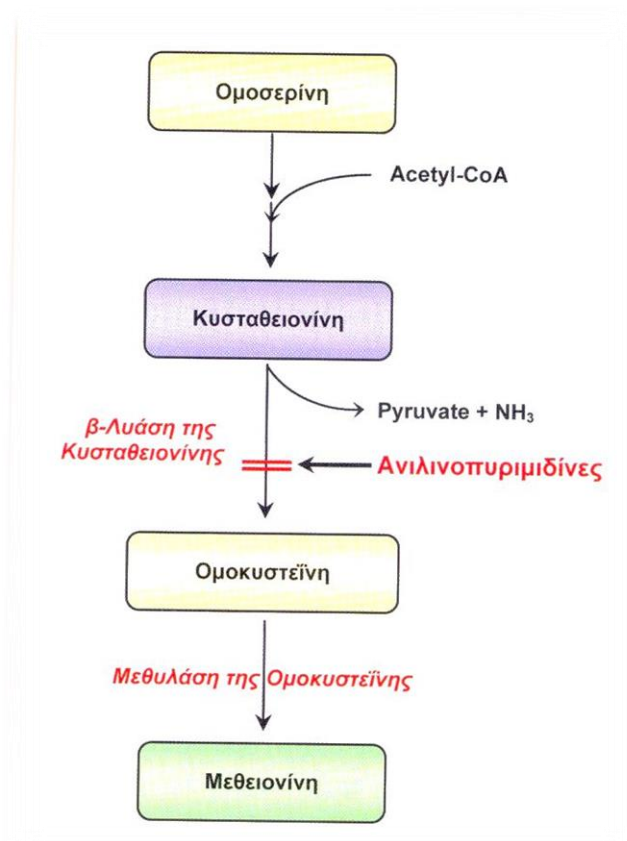 Ομοσερίνη
Acetyl-CoA
Κυσταθειονίνη
Pyruvate + NH₃
β-Λυάση της
Κυσταθειονίνης
Ανιλινοπυριμιδίνες
Ομοκυστεΐνη
Μεθυλάση της Ομοκυστεΐνης
Μεθειονίνη